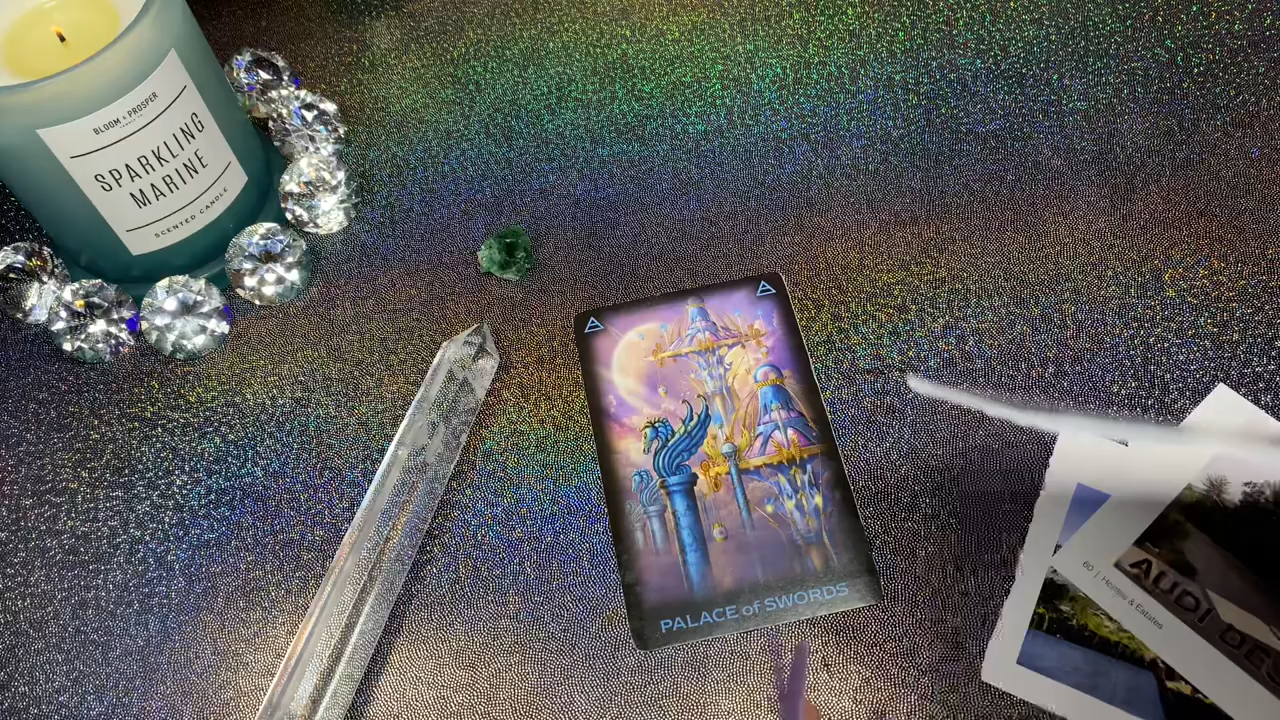 BLOOM & PROSPER
SPARKLING
MARINE
SCENTED CANDLE
PALACE of SWORDS
60 | Homes & Estates
AUDI